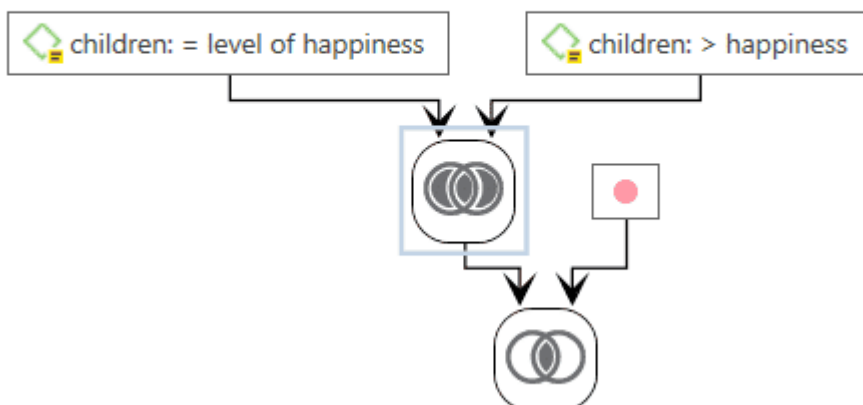 children: = level of happiness
children: > happiness